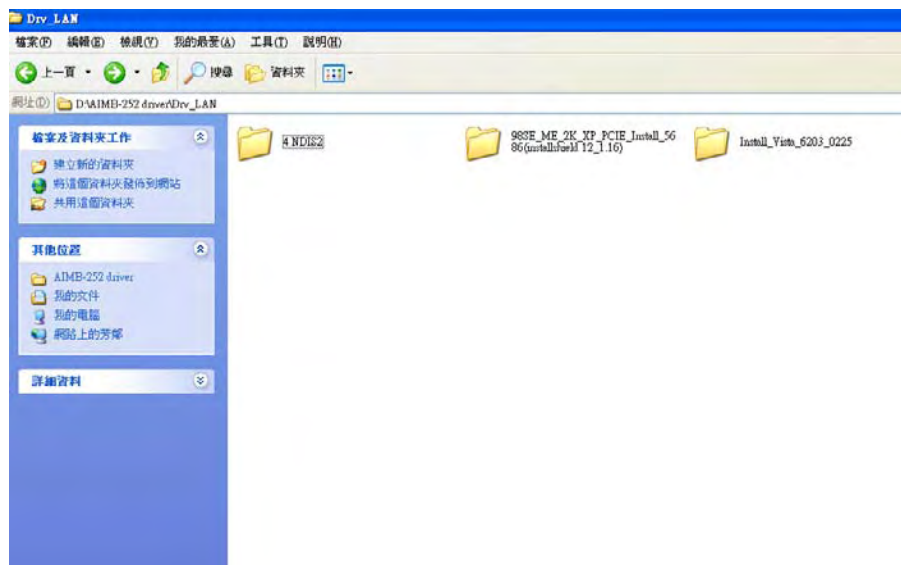 Drv_LAN
檔案(F) 編輯(E) 檢視(V) 我的最愛(A) 工具(T) 說明(H)
上一頁 搜尋 資料夾
網址(D) D:\AIMB-252 driver\Drv_LAN
檔案及資料夾工作
建立新的資料夾
將這個資料夾發佈到網站
共用這個資料夾
其他位置
AIMB-252 driver
我的文件
我的電腦
網路上的芳鄰
詳細資料
4 NDIS2
98SE_ME_2K_XP_PCIE_Install_56
86(installshield 12_1.16)
Install_Vista_6203_0225